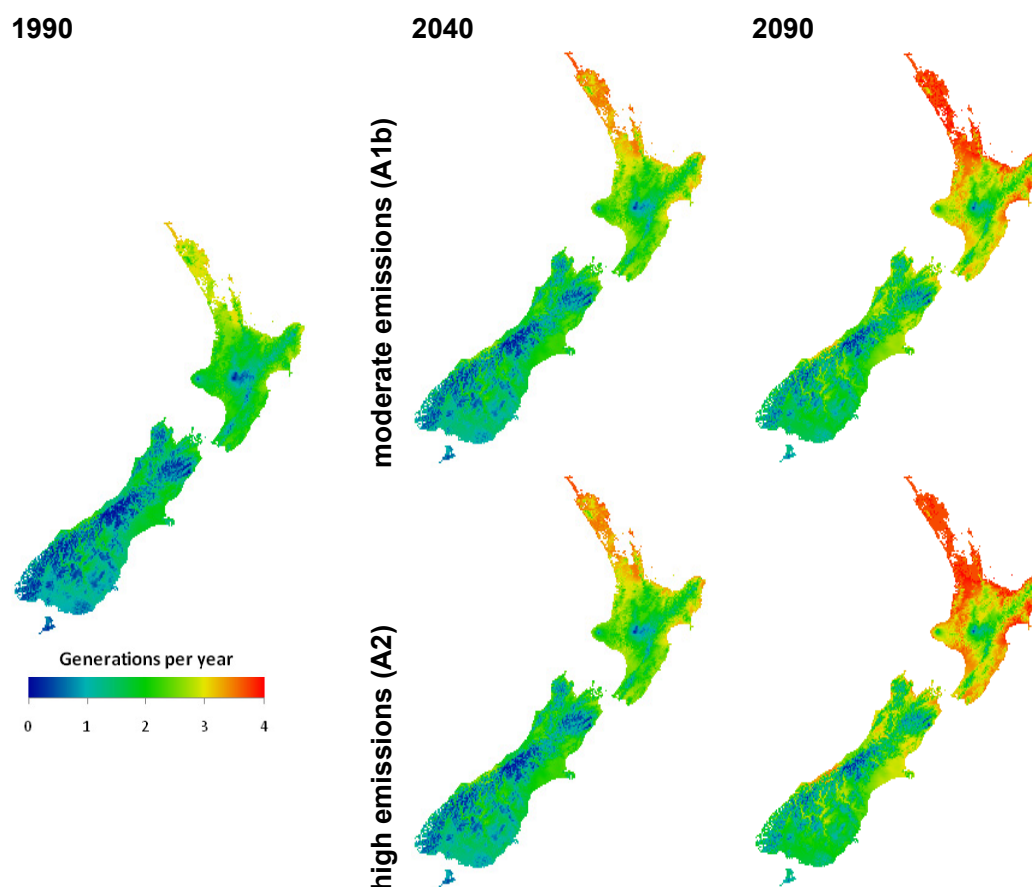 1990
2040
2090
moderate emissions (A1b)
high emissions (A2)
Generations per year
0 1 2 3 4